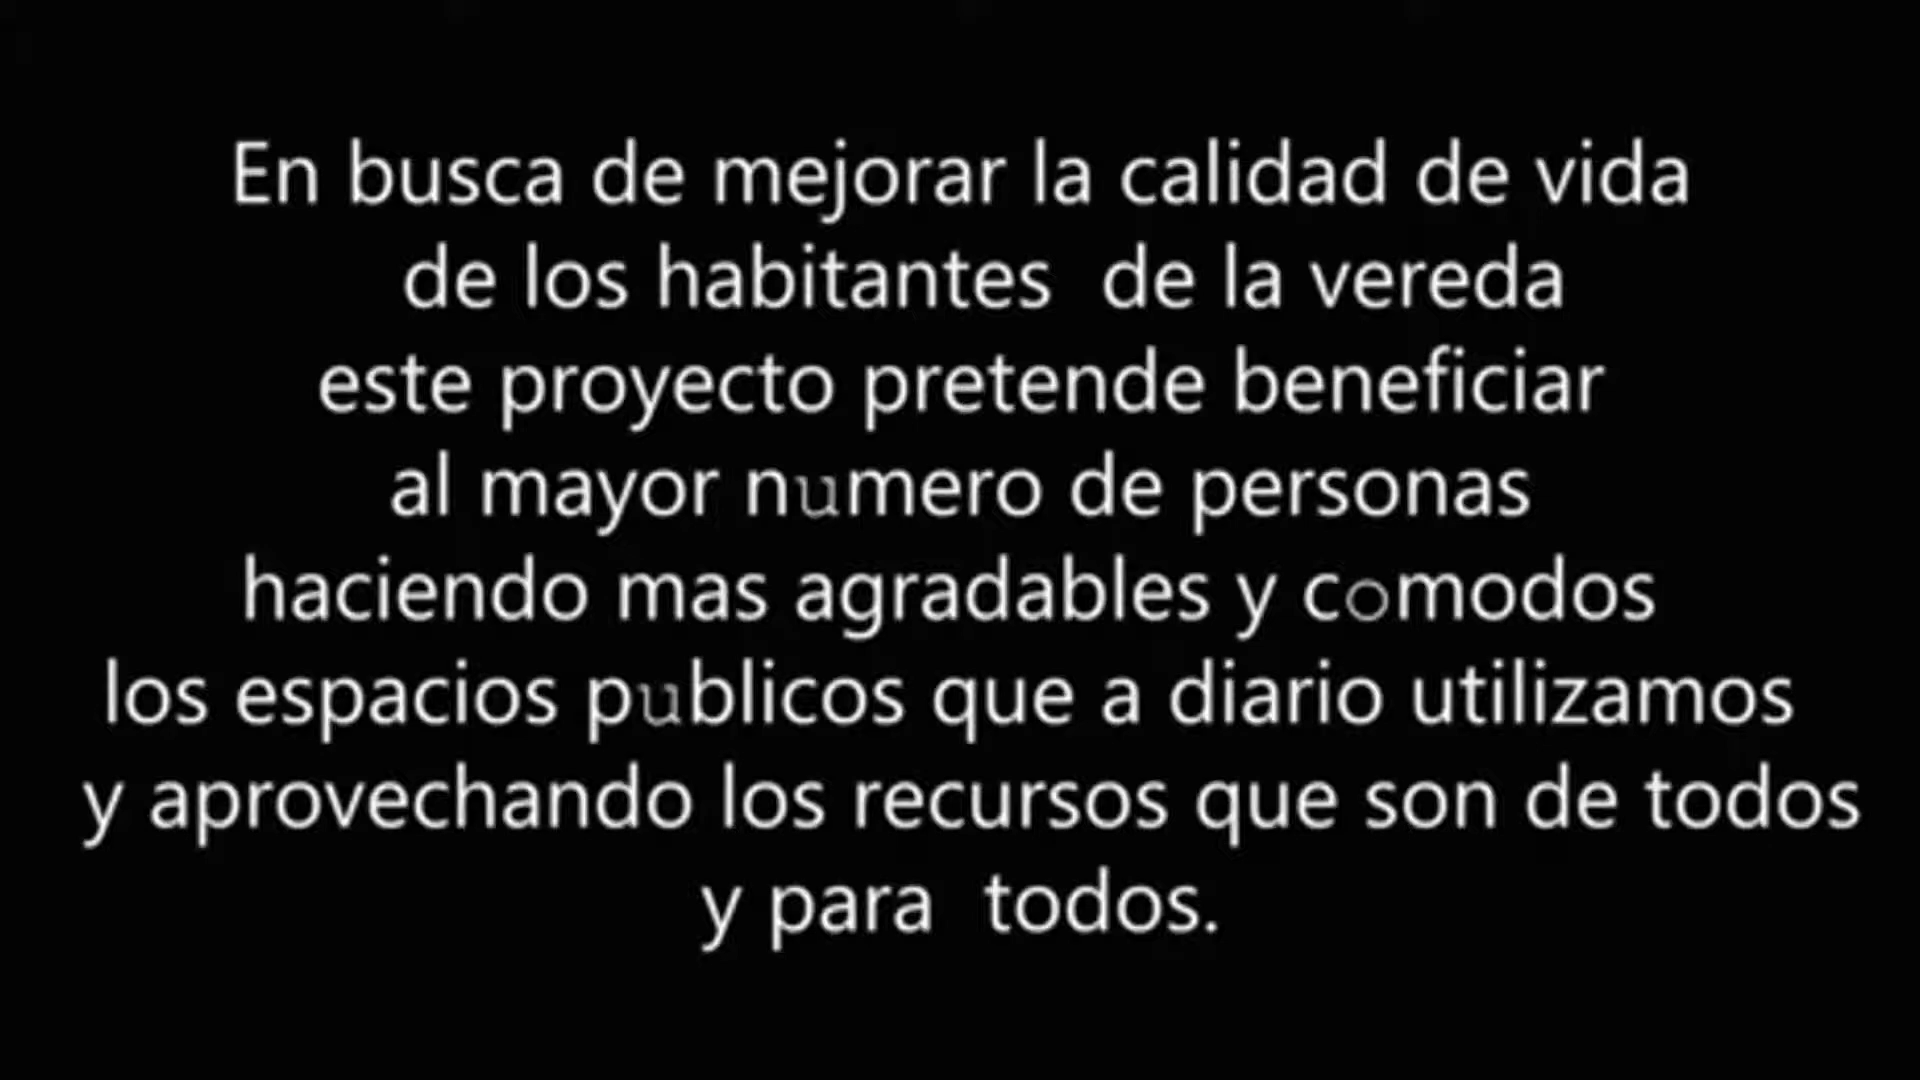 En busca de mejorar la calidad de vida
de los habitantes de la vereda
este proyecto pretende beneficiar
al mayor numero de personas
haciendo mas agradables y comodos
los espacios publicos que a diario utilizamos
y aprovechando los recursos que son de todos
y para todos.